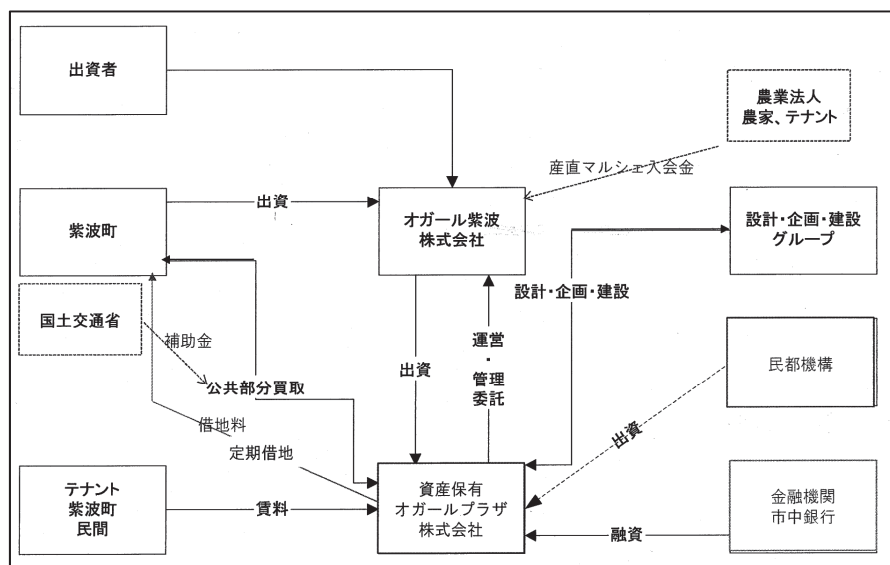 出資者
農業法人
農家、テナント
産直マルシェ入会金
紫波町
出資
オガール紫波
株式会社
設計・企画・建設
グループ
国土交通省
補助金
設計・企画・建設
運営
・
管理
委託
出資
民都機構
公共部分買取
借地料
定期借地
出資
テナント
紫波町
民間
賃料
資産保有
オガールプラザ
株式会社
融資
金融機関
市中銀行